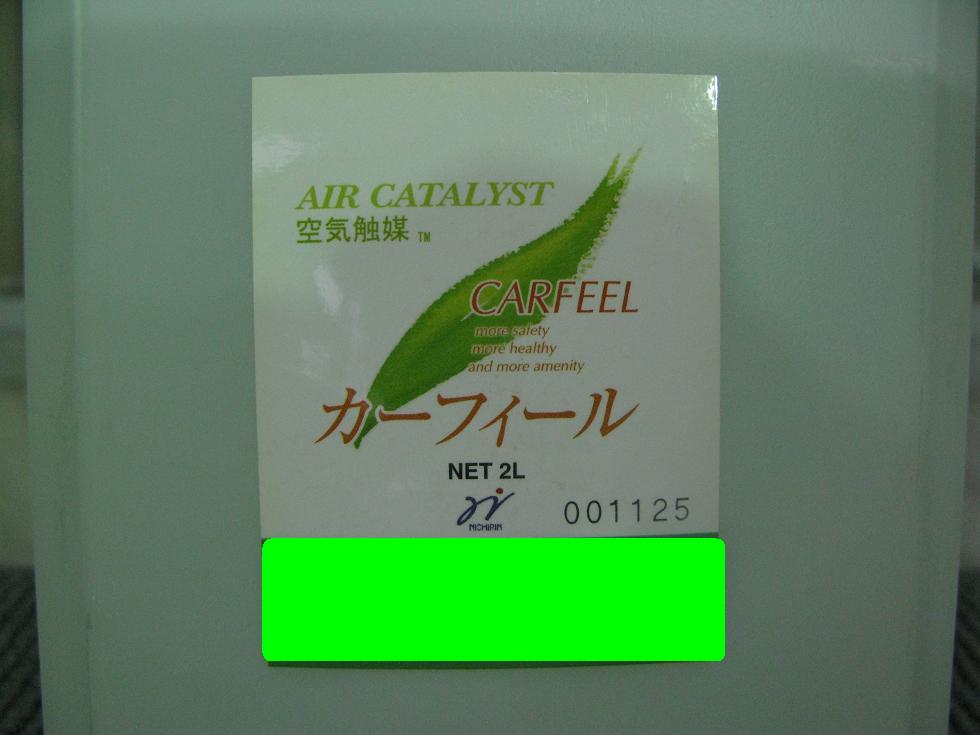 AIR CATALYST
空気触媒 TM
CARFEEL
more safety
more healthy
and more amenity
カーフィール
NET 2L
NICHIRIN
001125